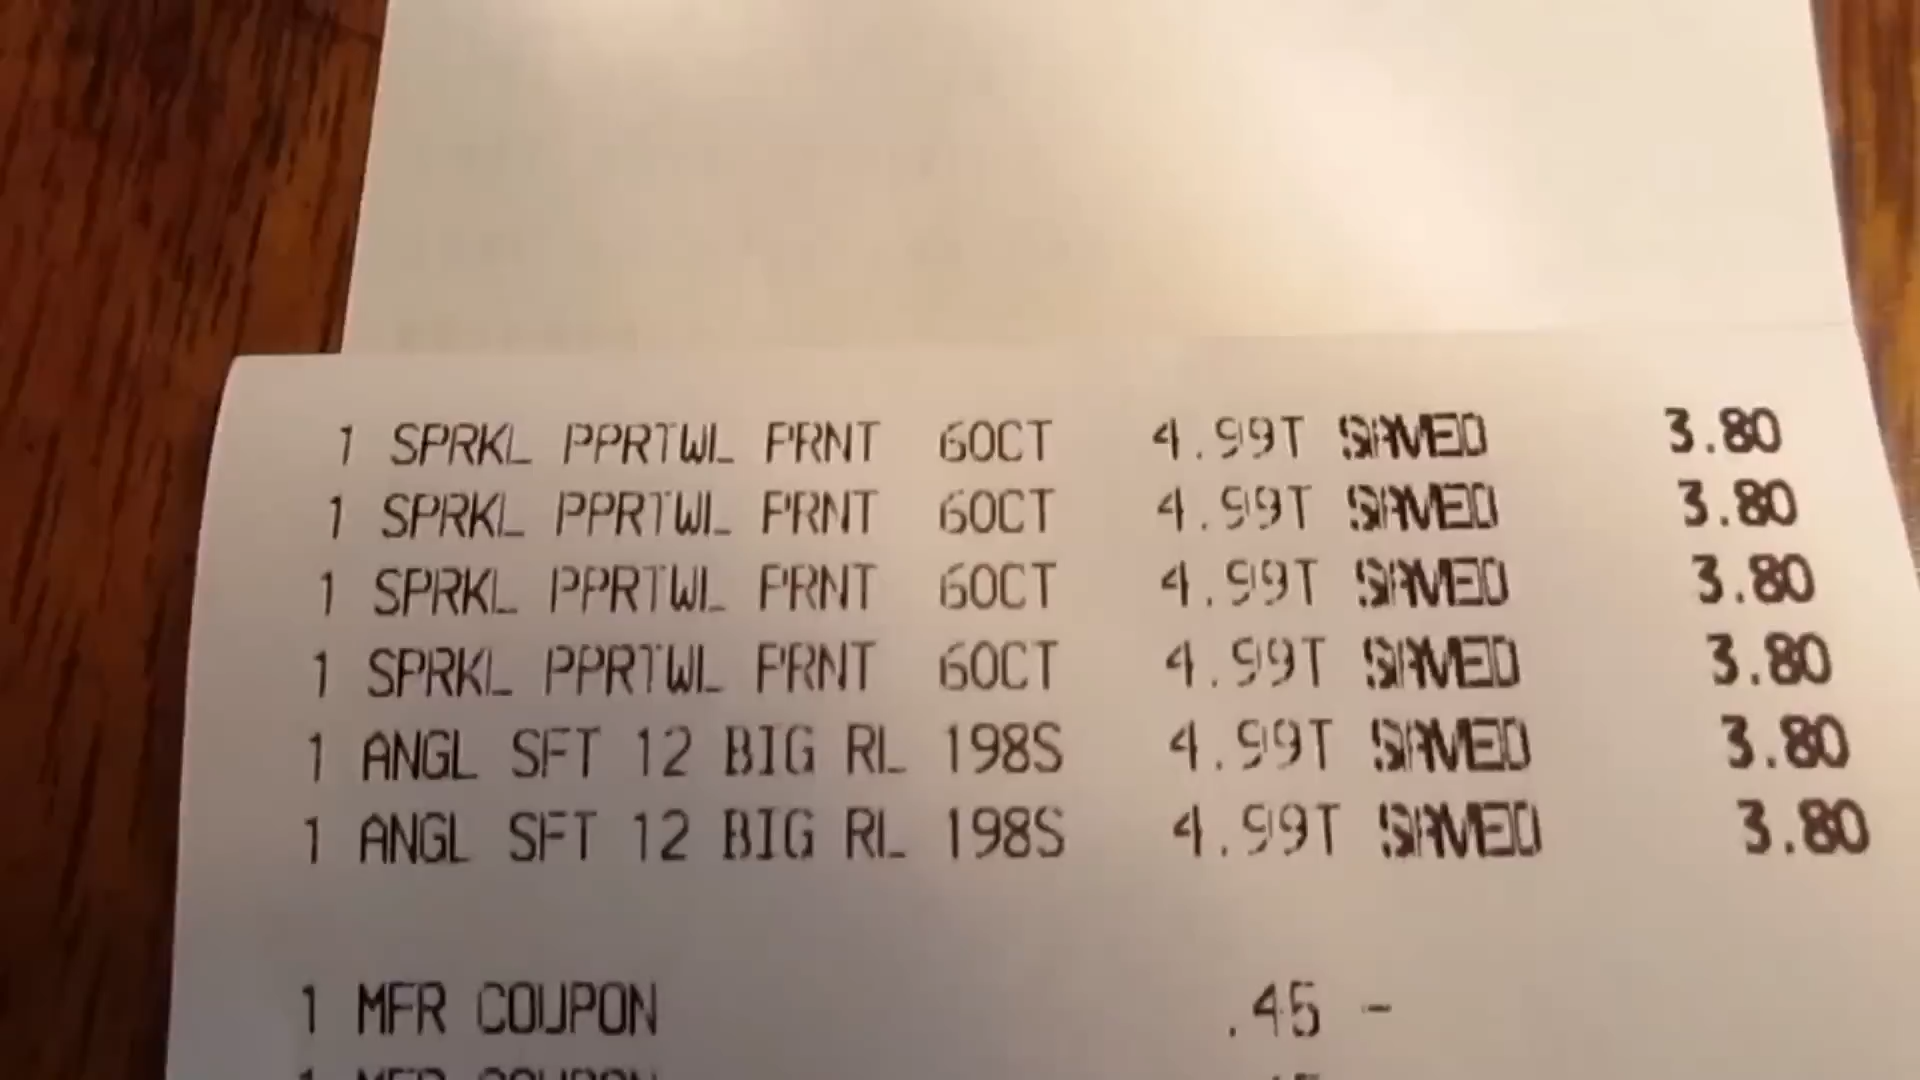 1 SPRKL PPRTWL PRNT 60CT 4.99T SAVED 3.80
1 SPRKL PPRTWL PRNT 60CT 4.99T SAVED 3.80
1 SPRKL PPRTWL PRNT 60CT 4.99T SAVED 3.80
1 SPRKL PPRTWL PRNT 60CT 4.99T SAVED 3.80
1 ANGL SFT 12 BIG RL 198S 4.99T SAVED 3.80
1 ANGL SFT 12 BIG RL 198S 4.99T SAVED 3.80
1 MFR COUPON .45 -
1 MFR COUPON